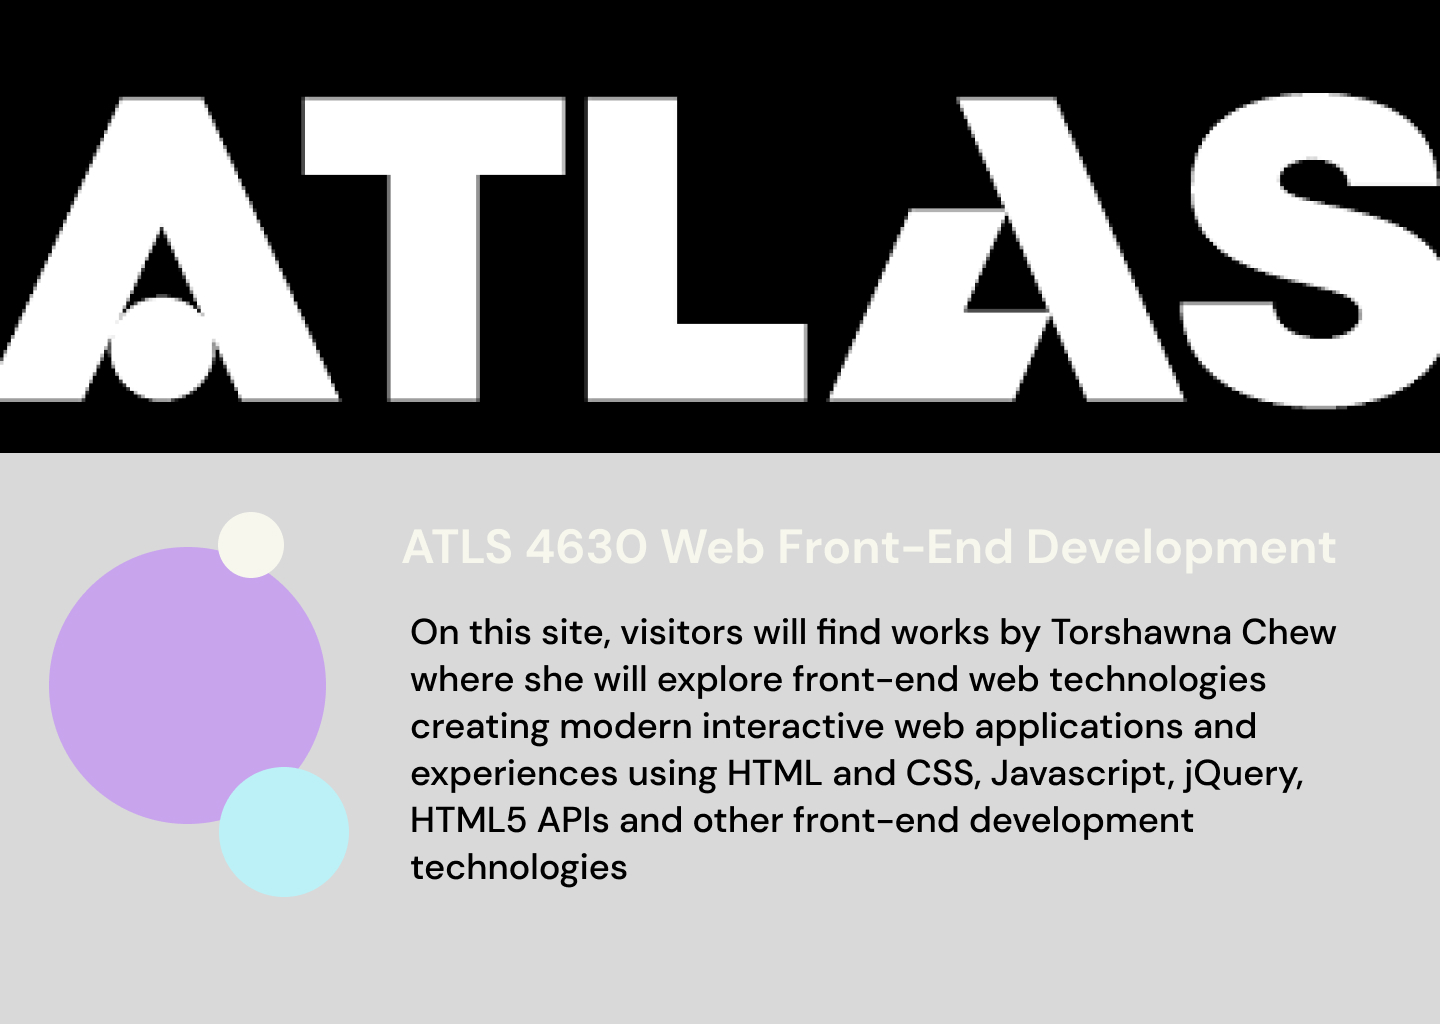 ATLAS
ATLS 4630 Web Front-End Development
On this site, visitors will find works by Torshawna Chew
where she will explore front-end web technologies
creating modern interactive web applications and
experiences using HTML and CSS, Javascript, jQuery,
HTML5 APIs and other front-end development
technologies